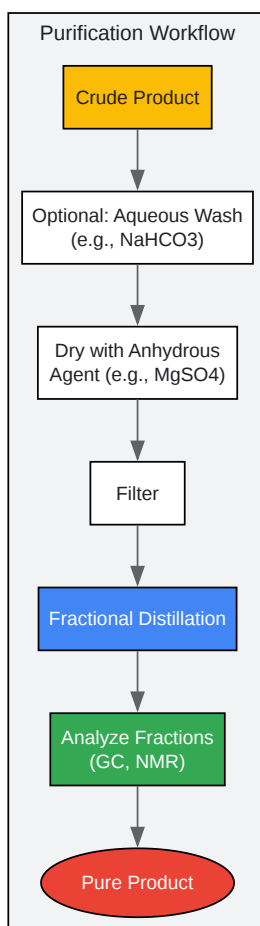 Purification Workflow
Crude Product
Optional: Aqueous Wash
(e.g., NaHCO3)
Dry with Anhydrous
Agent (e.g., MgSO4)
Filter
Fractional Distillation
Analyze Fractions
(GC, NMR)
Pure Product